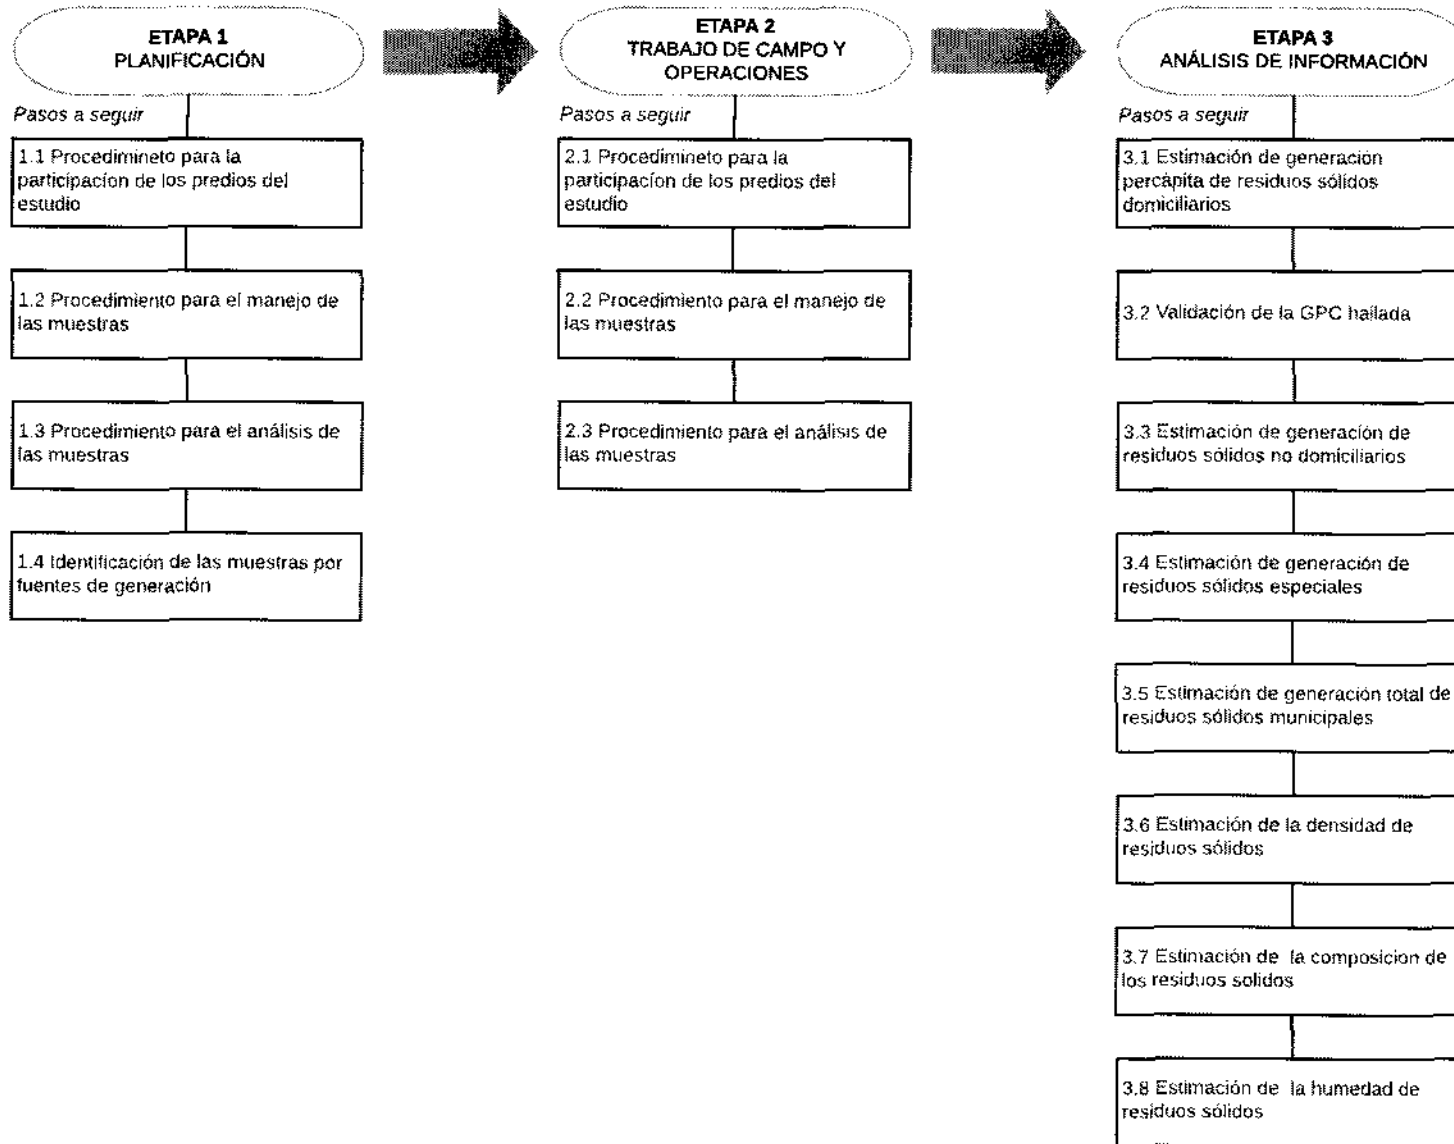 ETAPA 1
PLANIFICACIÓN
Pasos a seguir
1.1 Procedimineto para la
participacíon de los predios del
estudio
1.2 Procedimiento para el manejo de
las muestras
1.3 Procedimiento para el análisis de
las muestras
1.4 Identificación de las muestras por
fuentes de generación
ETAPA 2
TRABAJO DE CAMPO Y
OPERACIONES
Pasos a seguir
2.1 Procedimineto para la
participacíon de los predios del
estudio
2.2 Procedimiento para el manejo de
las muestras
2.3 Procedimiento para el análisis de
las muestras
ETAPA 3
ANÁLISIS DE INFORMACIÓN
Pasos a seguir
3.1 Estimación de generación
percápita de residuos sólidos
domiciliarios
3.2 Validación de la GPC hallada
3.3 Estimación de generación de
residuos sólidos no domiciliarios
3.4 Estimación de generación de
residuos sólidos especiales
3.5 Estimación de generación total de
residuos sólidos municipales
3.6 Estimación de la densidad de
residuos sólidos
3.7 Estimación de la composicion de
los residuos solidos
3.8 Estimación de la humedad de
residuos sólidos